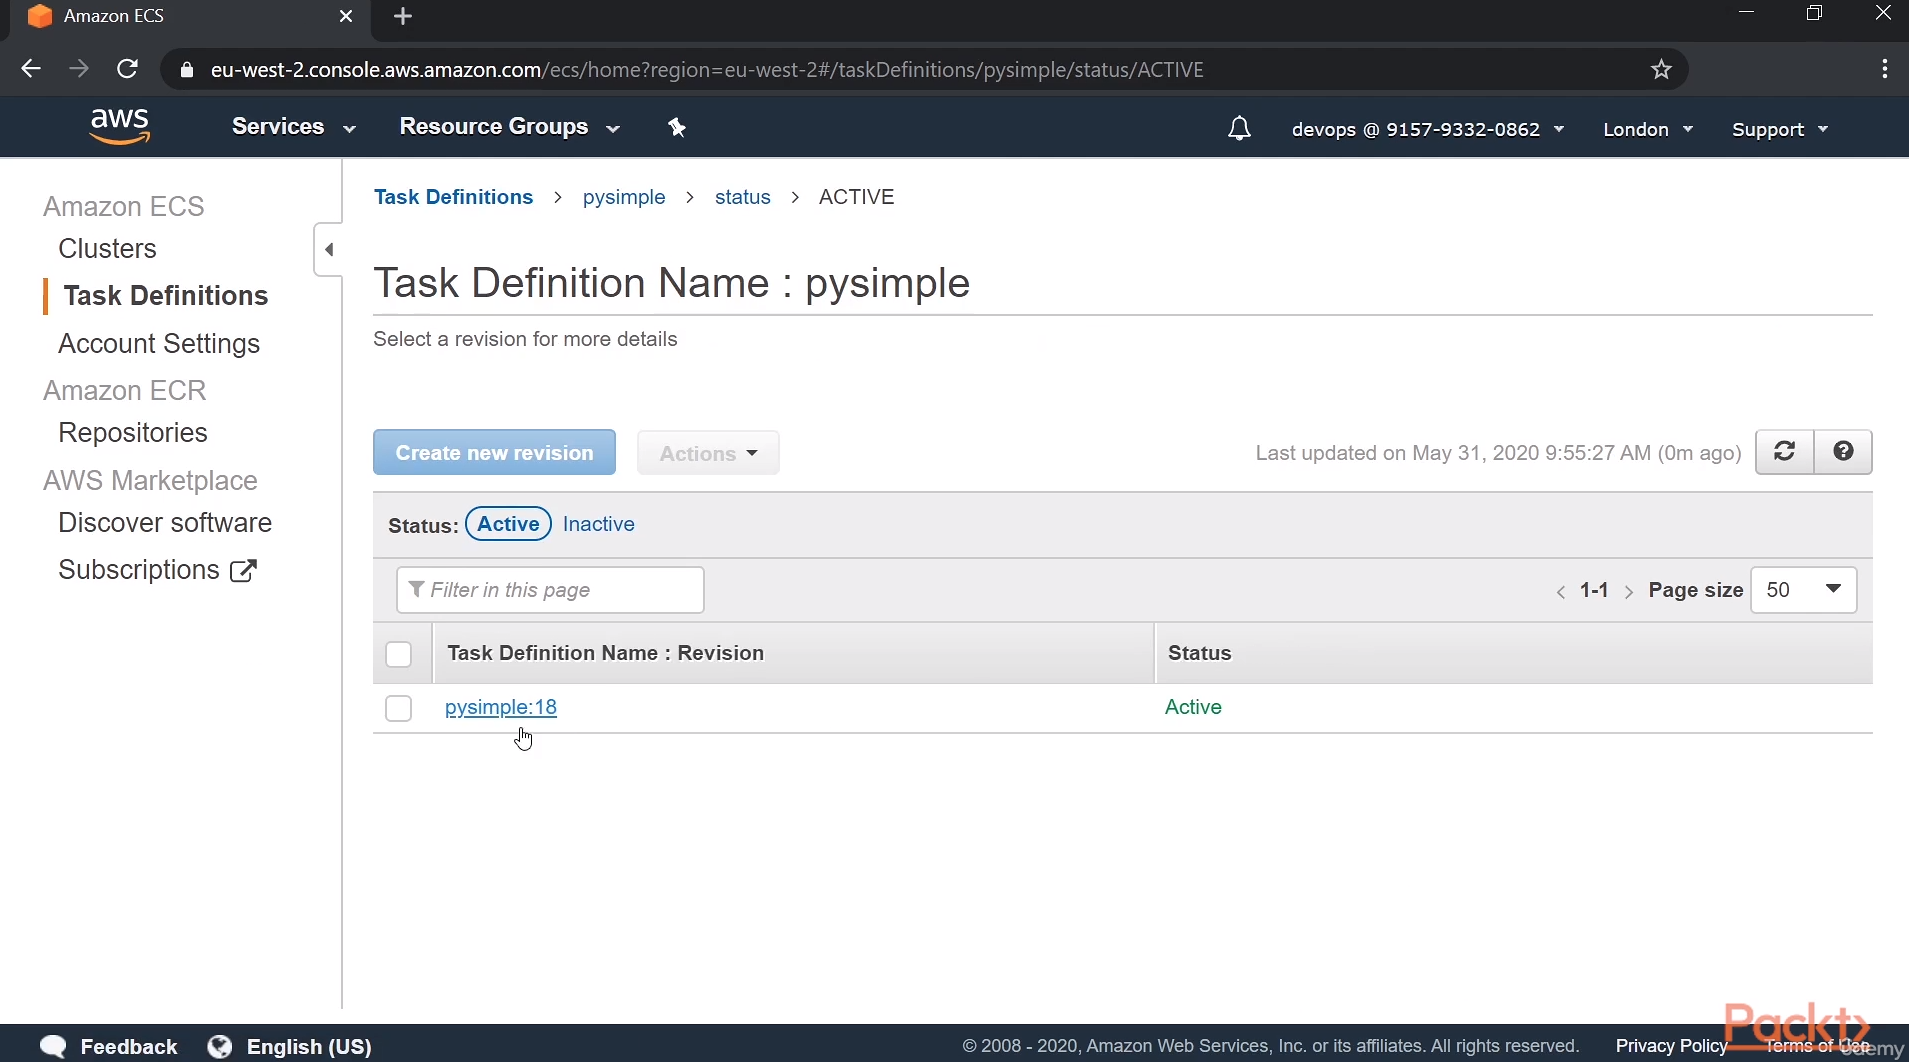 Amazon ECS
eu-west-2.console.aws.amazon.com/ecs/home?region=eu-west-2#/taskDefinitions/pysimple/status/ACTIVE
aws Services Resource Groups devops @ 9157-9332-0862 London Support
Amazon ECS
Clusters
Task Definitions
Account Settings
Amazon ECR
Repositories
AWS Marketplace
Discover software
Subscriptions
Task Definitions > pysimple > status > ACTIVE
Task Definition Name : pysimple
Select a revision for more details
Create new revision Actions Last updated on May 31, 2020 9:55:27 AM (0m ago)
Status: Active Inactive
Filter in this page < 1-1 > Page size 50
Task Definition Name : Revision Status
pysimple:18 Active
Packt>
Feedback English (US) © 2008 - 2020, Amazon Web Services, Inc. or its affiliates. All rights reserved. Privacy Policy Terms of Use
Udemy